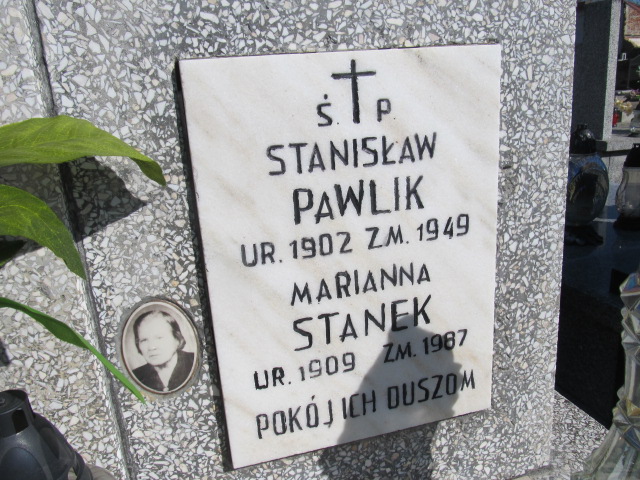 Ś. P
STANISŁAW
PAWLIK
UR. 1902 ZM. 1949
MARIANNA
STANEK
UR. 1909 ZM. 1987
POKÓJ ICH DUSZOM